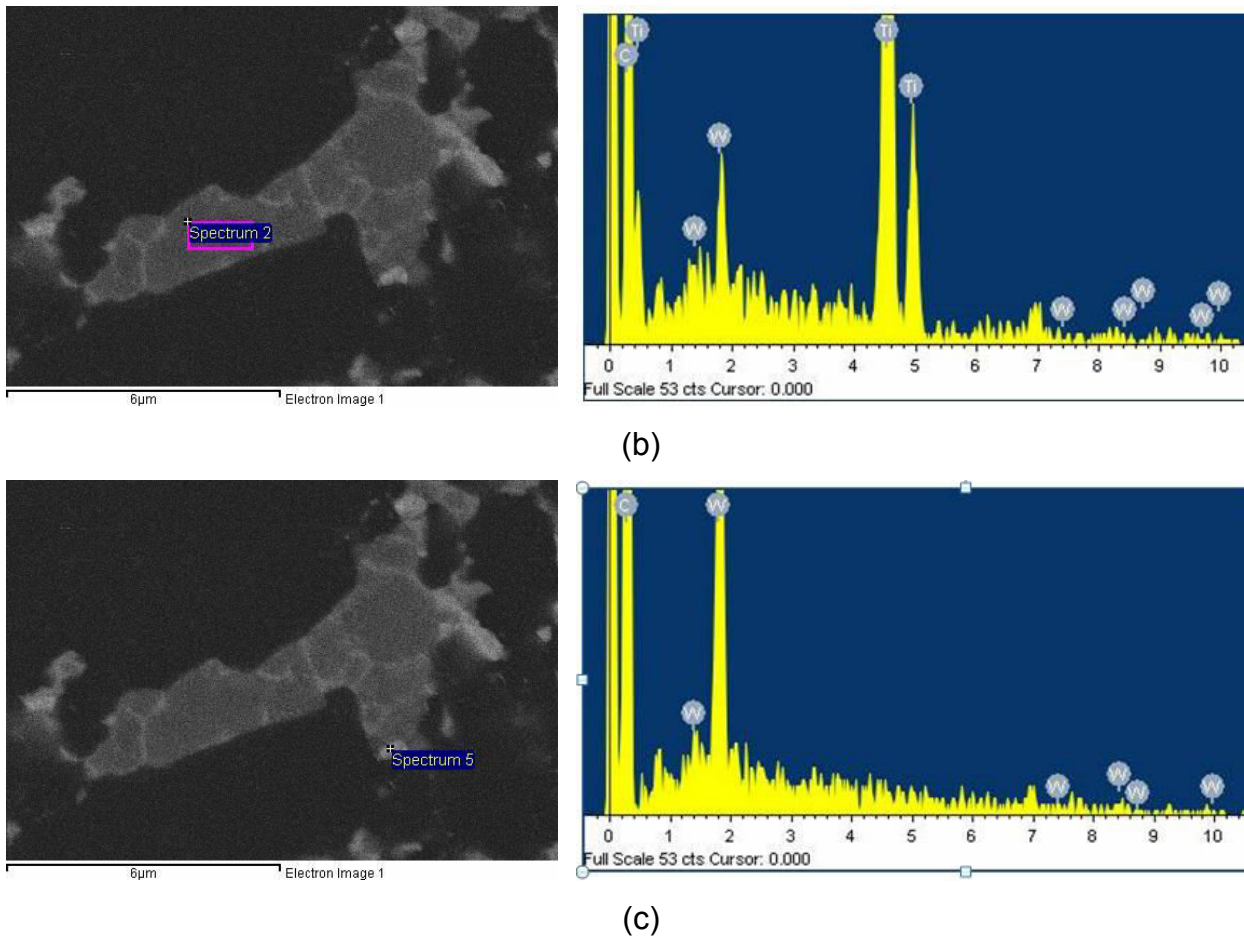 Spectrum 2
6µm
Electron Image 1
Ti
C
Ti
Ti
W
W
W
W
W
W
W
0 1 2 3 4 5 6 7 8 9 10
Full Scale 53 cts Cursor: 0.000
(b)
Spectrum 5
6µm
Electron Image 1
C
W
W
W
W
W
W
0 1 2 3 4 5 6 7 8 9 10
Full Scale 53 cts Cursor: 0.000
(c)